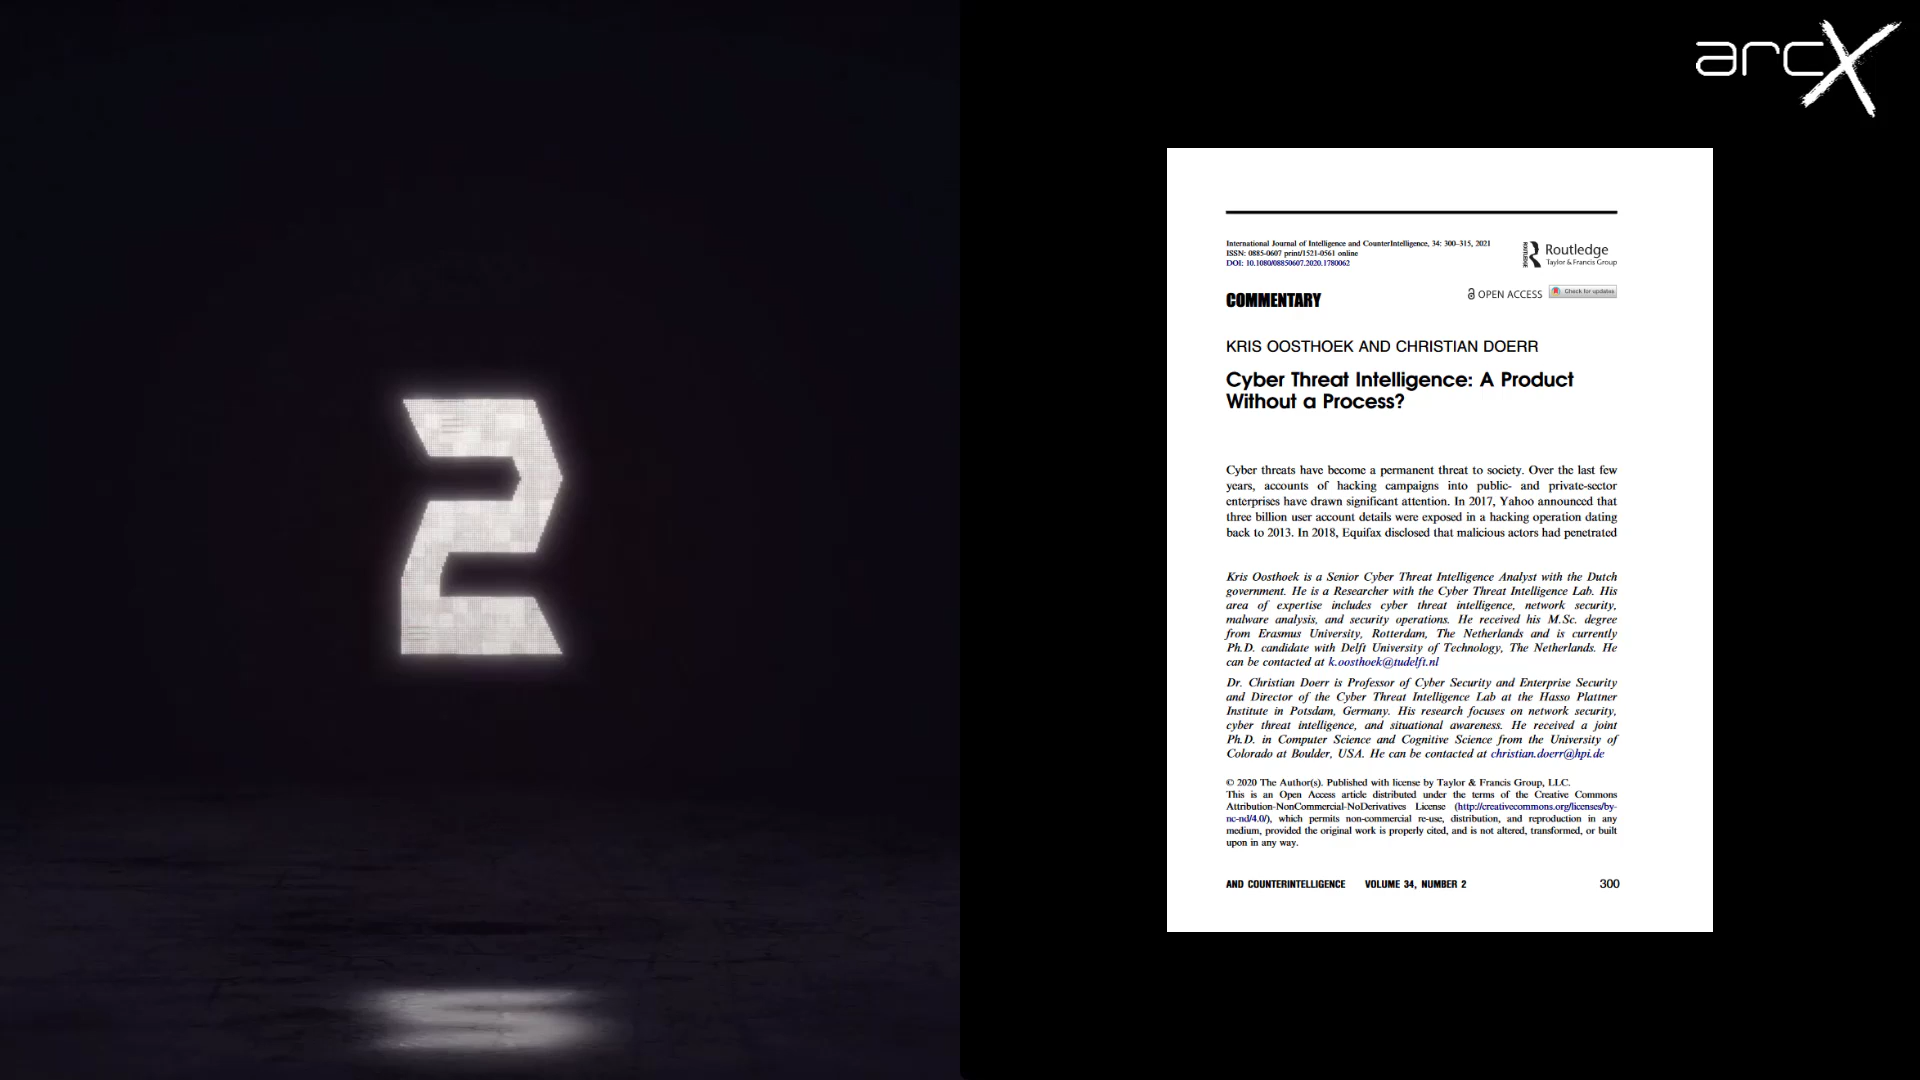 2
arcX
International Journal of Intelligence and CounterIntelligence, 34: 300–315, 2021
ISSN: 0885-0607 print/1521-0561 online
DOI: 10.1080/08850607.2020.1780062
ROUTLEDGE
Routledge
Taylor & Francis Group
OPEN ACCESS
Check for updates
COMMENTARY
KRIS OOSTHOEK AND CHRISTIAN DOERR
Cyber Threat Intelligence: A Product
Without a Process?
Cyber threats have become a permanent threat to society. Over the last few
years, accounts of hacking campaigns into public- and private-sector
enterprises have drawn significant attention. In 2017, Yahoo announced that
three billion user account details were exposed in a hacking operation dating
back to 2013. In 2018, Equifax disclosed that malicious actors had penetrated
Kris Oosthoek is a Senior Cyber Threat Intelligence Analyst with the Dutch
government. He is a Researcher with the Cyber Threat Intelligence Lab. His
area of expertise includes cyber threat intelligence, network security,
malware analysis, and security operations. He received his M.Sc. degree
from Erasmus University, Rotterdam, The Netherlands and is currently
Ph.D. candidate with Delft University of Technology, The Netherlands. He
can be contacted at k.oosthoek@tudelft.nl
Dr. Christian Doerr is Professor of Cyber Security and Enterprise Security
and Director of the Cyber Threat Intelligence Lab at the Hasso Plattner
Institute in Potsdam, Germany. His research focuses on network security,
cyber threat intelligence, and situational awareness. He received a joint
Ph.D. in Computer Science and Cognitive Science from the University of
Colorado at Boulder, USA. He can be contacted at christian.doerr@hpi.de
© 2020 The Author(s). Published with license by Taylor & Francis Group, LLC.
This is an Open Access article distributed under the terms of the Creative Commons
Attribution-NonCommercial-NoDerivatives License (http://creativecommons.org/licenses/by-
nc-nd/4.0/), which permits non-commercial re-use, distribution, and reproduction in any
medium, provided the original work is properly cited, and is not altered, transformed, or built
upon in any way.
AND COUNTERINTELLIGENCE VOLUME 34, NUMBER 2 300